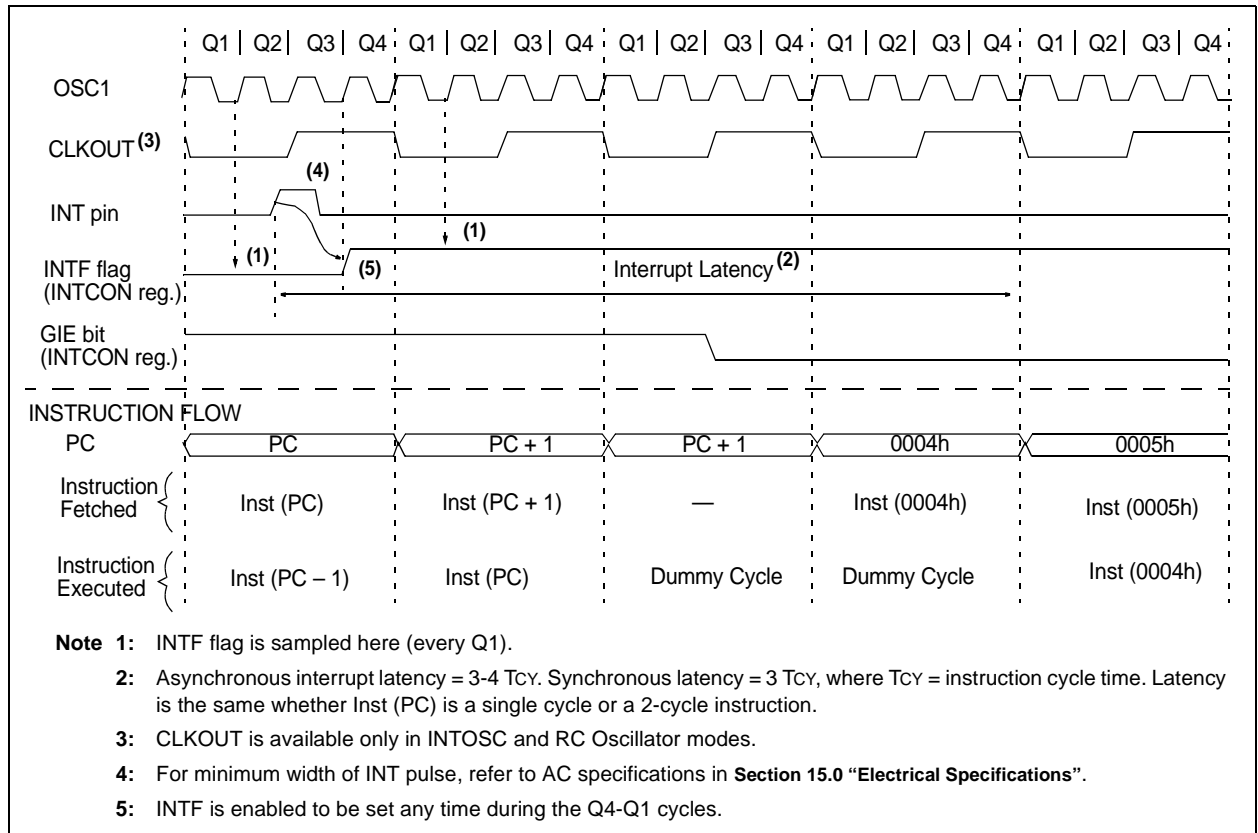 Q1 | Q2 | Q3 | Q4 Q1 | Q2 | Q3 | Q4 Q1 | Q2 | Q3 | Q4 Q1 | Q2 | Q3 | Q4 Q1 | Q2 | Q3 | Q4
OSC1
CLKOUT (3)
(4)
INT pin
(1)
(1)
INTF flag
(INTCON reg.)
(5)
Interrupt Latency (2)
GIE bit
(INTCON reg.)
INSTRUCTION FLOW
PC PC PC + 1 PC + 1 0004h 0005h
Instruction
Fetched
Inst (PC) Inst (PC + 1) — Inst (0004h) Inst (0005h)
Instruction
Executed
Inst (PC – 1) Inst (PC) Dummy Cycle Dummy Cycle Inst (0004h)
Note 1: INTF flag is sampled here (every Q1).
2: Asynchronous interrupt latency = 3-4 TCY. Synchronous latency = 3 TCY, where TCY = instruction cycle time. Latency
is the same whether Inst (PC) is a single cycle or a 2-cycle instruction.
3: CLKOUT is available only in INTOSC and RC Oscillator modes.
4: For minimum width of INT pulse, refer to AC specifications in Section 15.0 “Electrical Specifications”.
5: INTF is enabled to be set any time during the Q4-Q1 cycles.